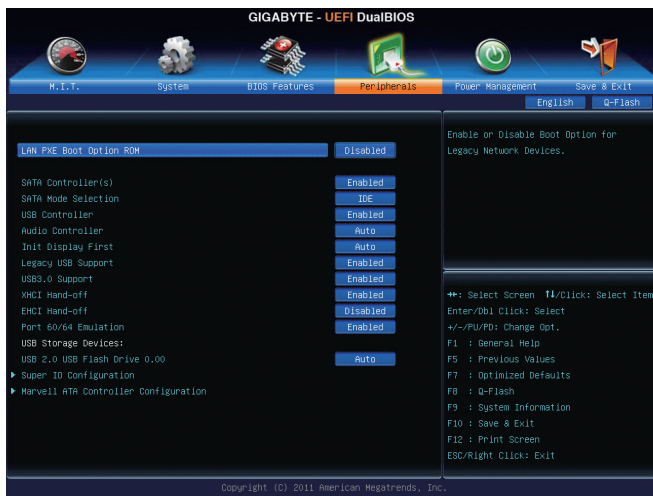 GIGABYTE - UEFI DualBIOS
M.I.T.
System
BIOS Features
Peripherals
Power Management
Save & Exit
English
Q-Flash
LAN PXE Boot Option ROM Disabled
SATA Controller(s) Enabled
SATA Mode Selection IDE
USB Controller Enabled
Audio Controller Auto
Init Display First Auto
Legacy USB Support Enabled
USB3.0 Support Enabled
XHCI Hand-off Enabled
EHCI Hand-off Disabled
Port 60/64 Emulation Enabled
USB Storage Devices:
USB 2.0 USB Flash Drive 0.00 Auto
Super IO Configuration
Marvell ATA Controller Configuration
Enable or Disable Boot Option for
Legacy Network Devices.
→←: Select Screen ↑↓/Click: Select Item
Enter/Dbl Click: Select
+/-/PU/PD: Change Opt.
F1 : General Help
F5 : Previous Values
F7 : Optimized Defaults
F8 : Q-Flash
F9 : System Information
F10 : Save & Exit
F12 : Print Screen
ESC/Right Click: Exit
Copyright (C) 2011 American Megatrends, Inc.